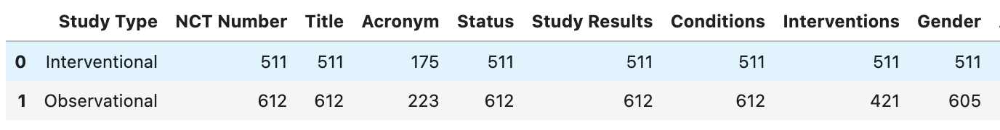 Study Type NCT Number Title Acronym Status Study Results Conditions Interventions Gender
0 Interventional 511 511 175 511 511 511 511 511
1 Observational 612 612 223 612 612 612 421 605